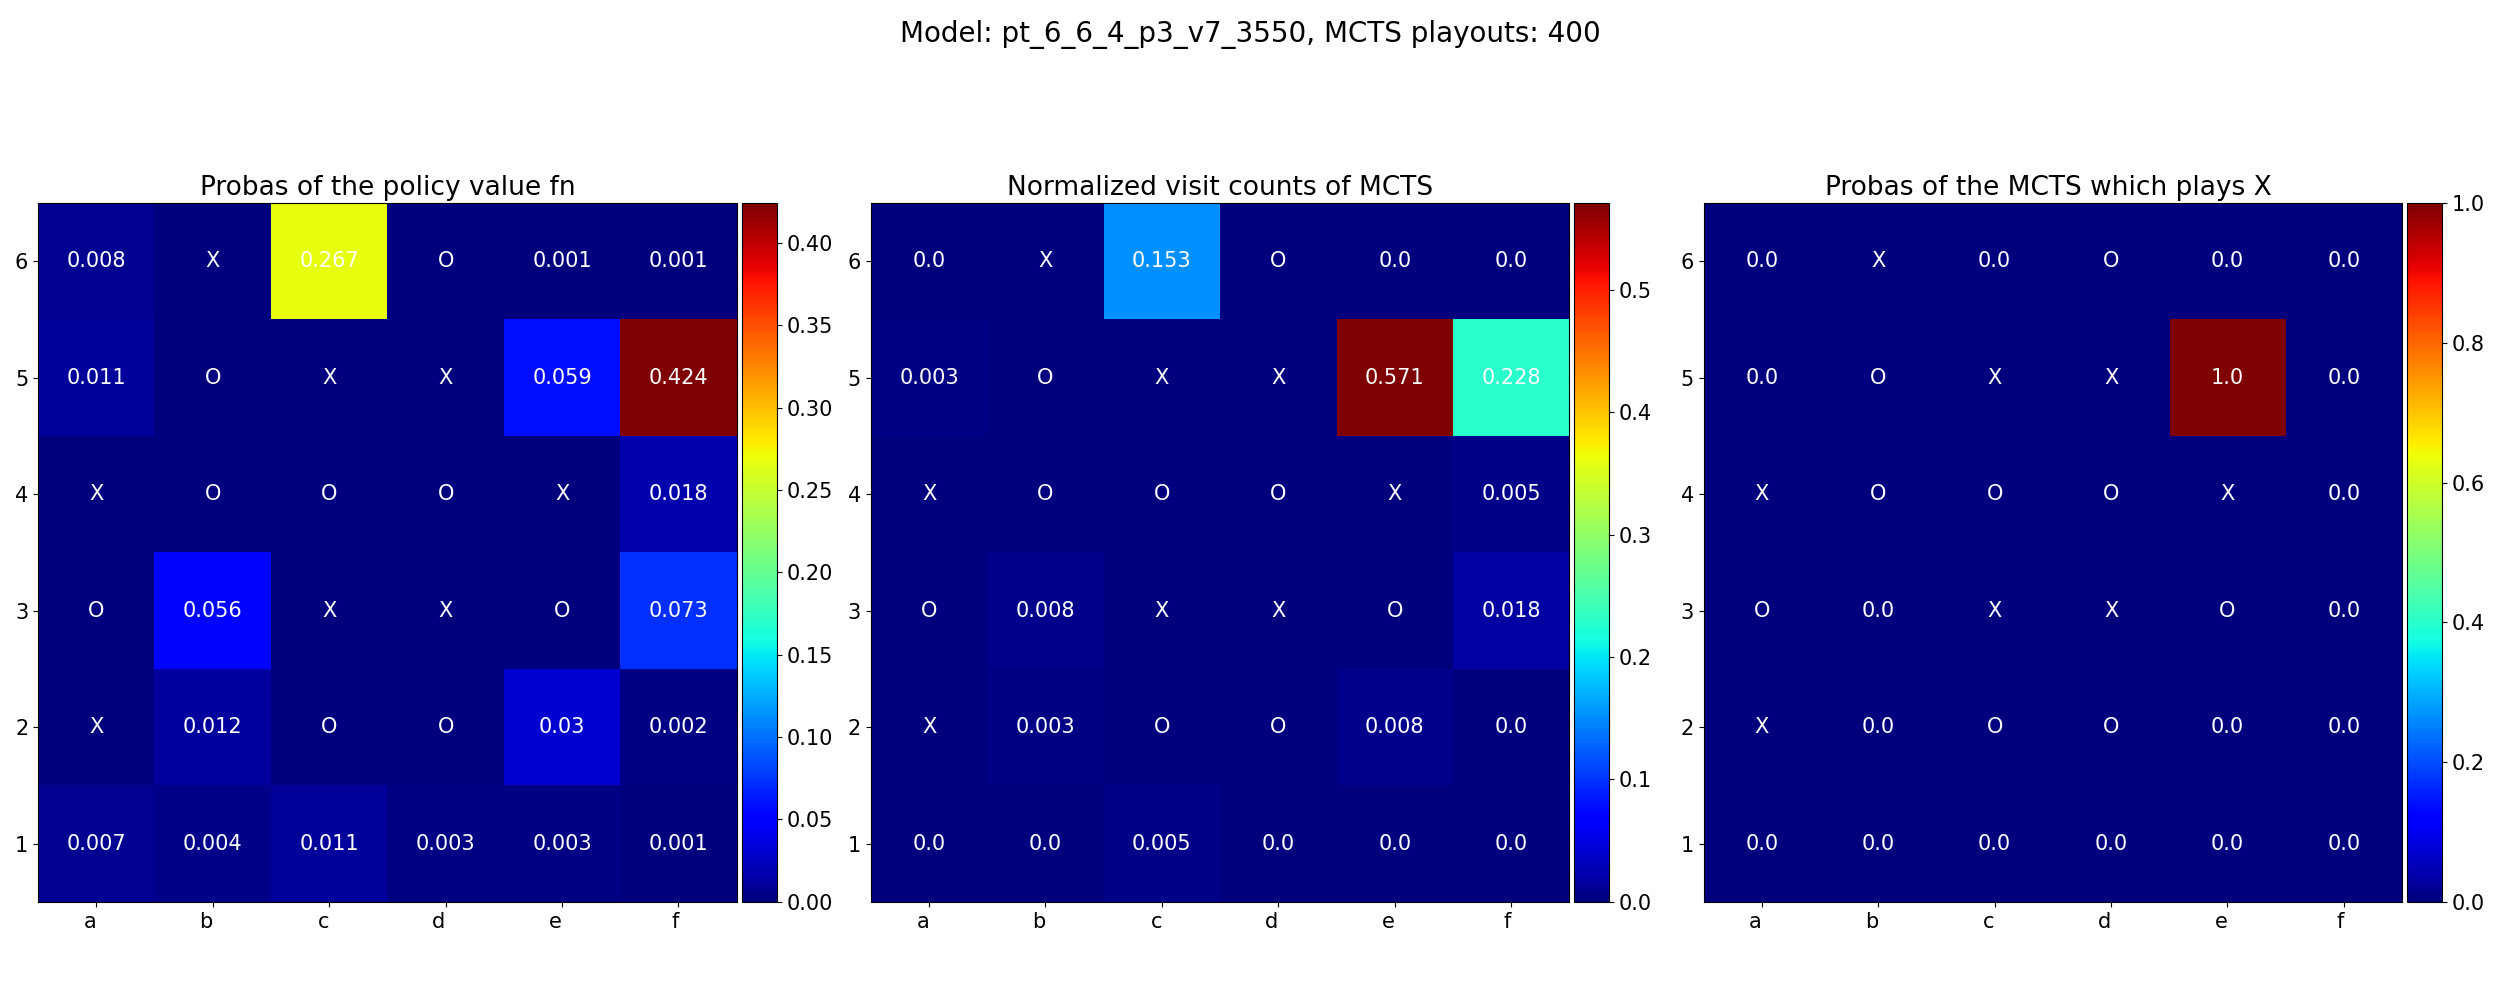 Model: pt_6_6_4_p3_v7_3550, MCTS playouts: 400
Probas of the policy value fn
6 0.008 X 0.267 O 0.001 0.001
5 0.011 O X X 0.059 0.424
4 X O O O X 0.018
3 O 0.056 X X O 0.073
2 X 0.012 O O 0.03 0.002
1 0.007 0.004 0.011 0.003 0.003 0.001
a b c d e f
0.40
0.35
0.30
0.25
0.20
0.15
0.10
0.05
0.00
Normalized visit counts of MCTS
6 0.0 X 0.153 O 0.0 0.0
5 0.003 O X X 0.571 0.228
4 X O O O X 0.005
3 O 0.008 X X O 0.018
2 X 0.003 O O 0.008 0.0
1 0.0 0.0 0.005 0.0 0.0 0.0
a b c d e f
0.5
0.4
0.3
0.2
0.1
0.0
Probas of the MCTS which plays X
6 0.0 X 0.0 O 0.0 0.0
5 0.0 O X X 1.0 0.0
4 X O O O X 0.0
3 O 0.0 X X O 0.0
2 X 0.0 O O 0.0 0.0
1 0.0 0.0 0.0 0.0 0.0 0.0
a b c d e f
1.0
0.8
0.6
0.4
0.2
0.0